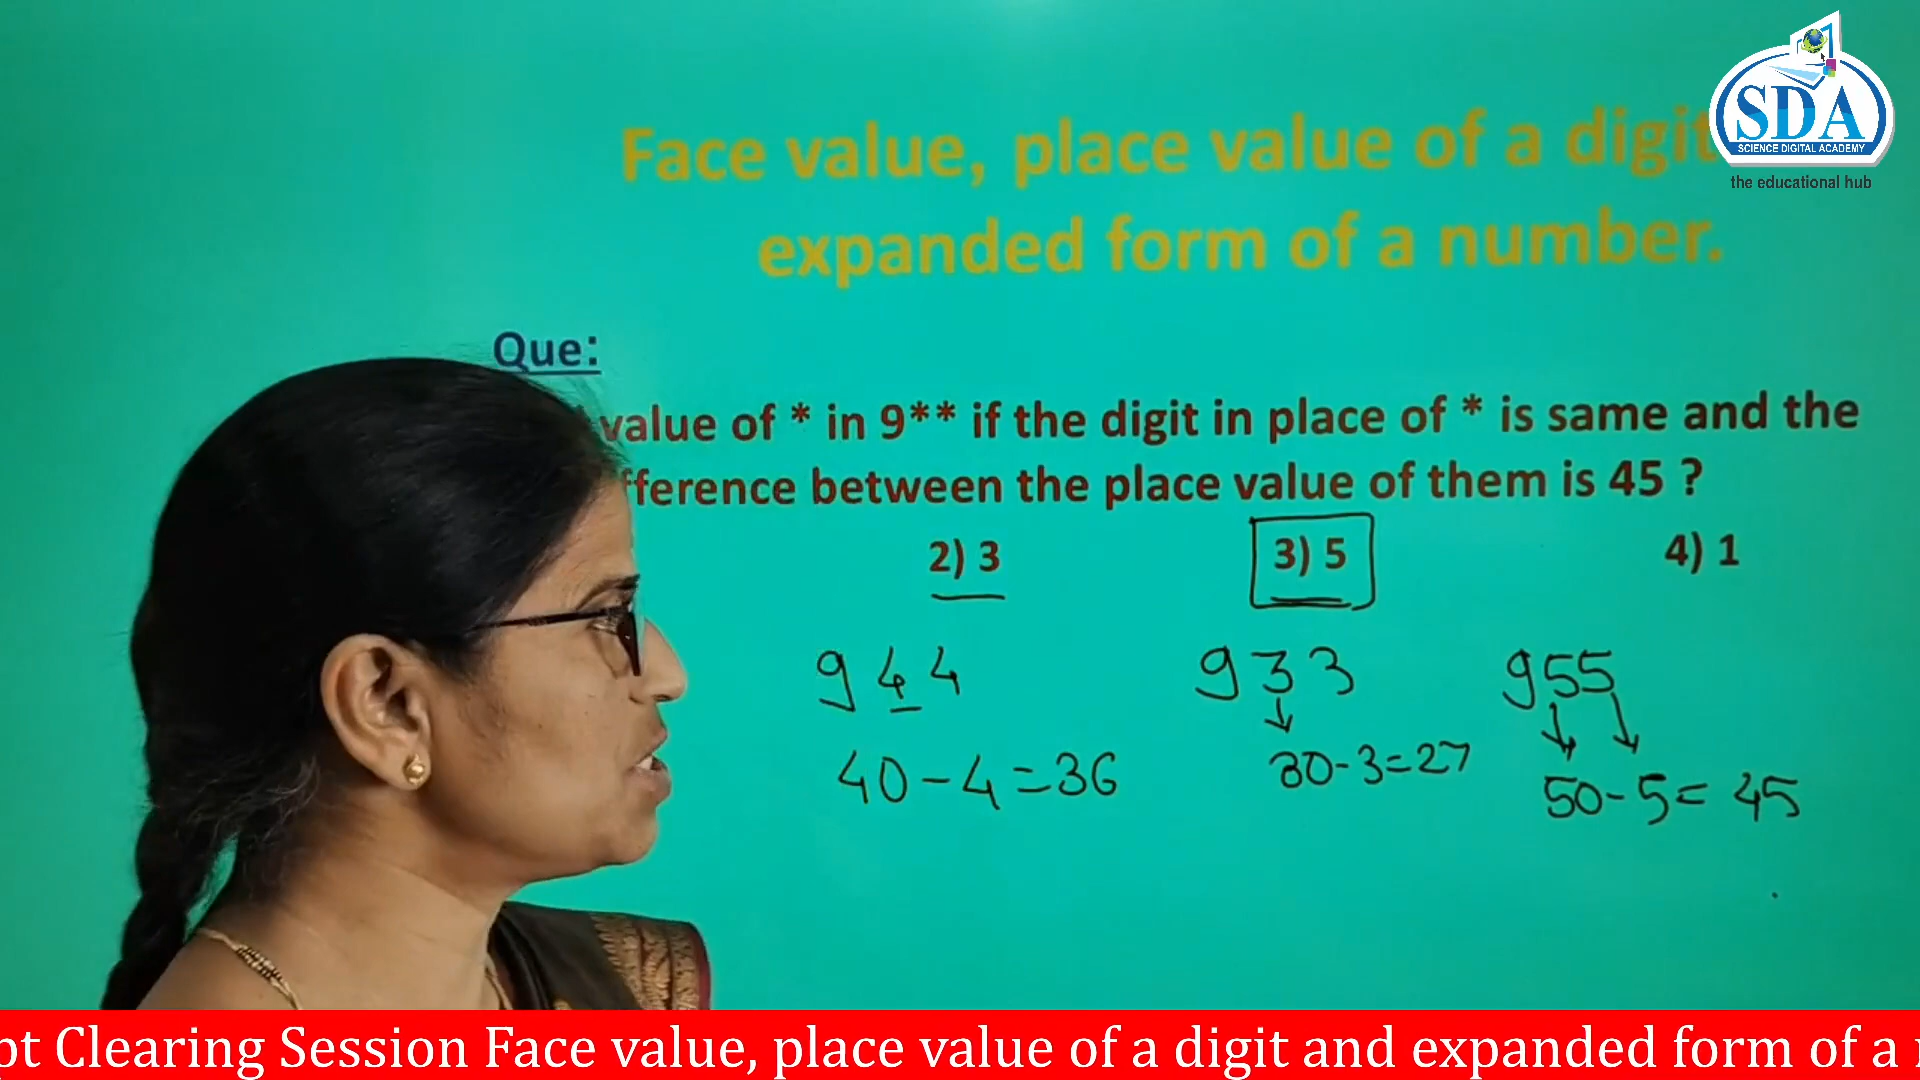 SDA
SCIENCE DIGITAL ACADEMY
the educational hub
Face value, place value of a digit
expanded form of a number.
Que:
value of * in 9** if the digit in place of * is same and the
fference between the place value of them is 45 ?
2) 3 3) 5 4) 1
944 933 955
40-4=36 30-3=27 50-5=45
pt Clearing Session Face value, place value of a digit and expanded form of a